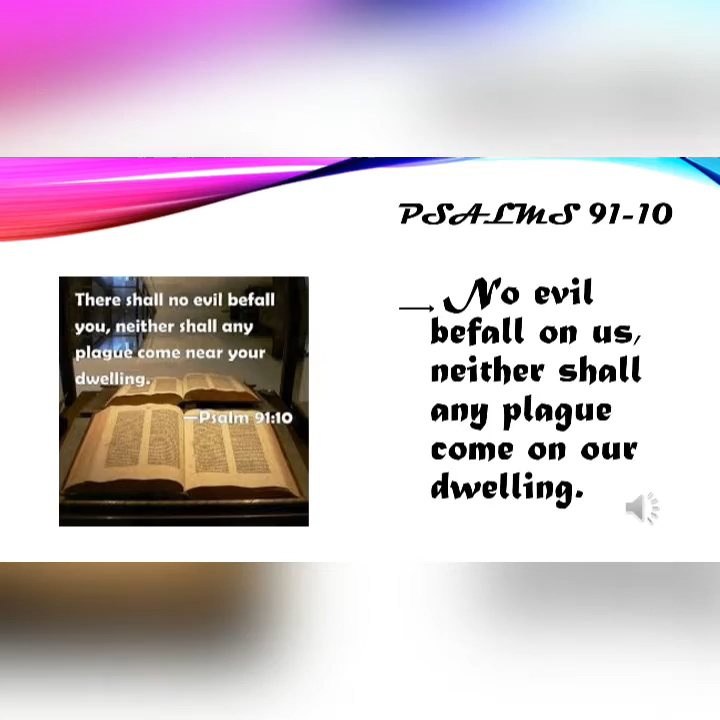 PSALMS 91-10
There shall no evil befall
you, neither shall any
plague come near your
dwelling.
—Psalm 91:10
No evil
befall on us,
neither shall
any plague
come on our
dwelling.